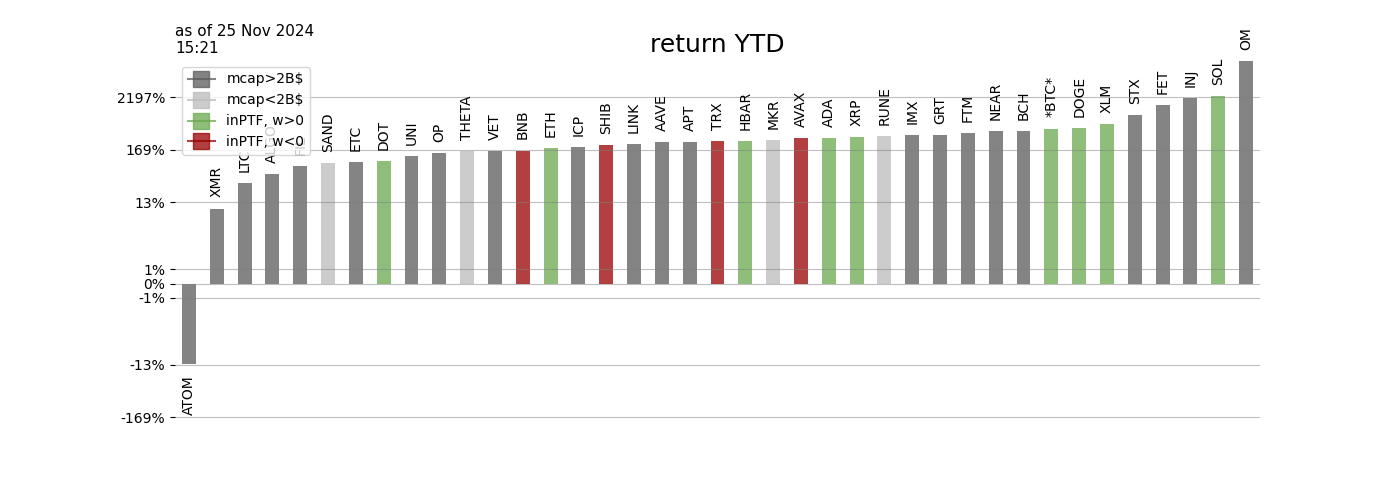 as of 25 Nov 2024
15:21
return YTD
mcap>2B$
mcap<2B$
inPTF, w>0
inPTF, w<0
2197%
169%
13%
1%
0%
-1%
-13%
-169%
ATOM
XMR
SAND
ETC
DOT
UNI
OP
THETA
VET
BNB
ETH
ICP
SHIB
LINK
AAVE
APT
TRX
HBAR
MKR
AVAX
ADA
XRP
RUNE
IMX
GRT
FTM
NEAR
BCH
*BTC*
DOGE
XLM
STX
FET
INJ
SOL
OM